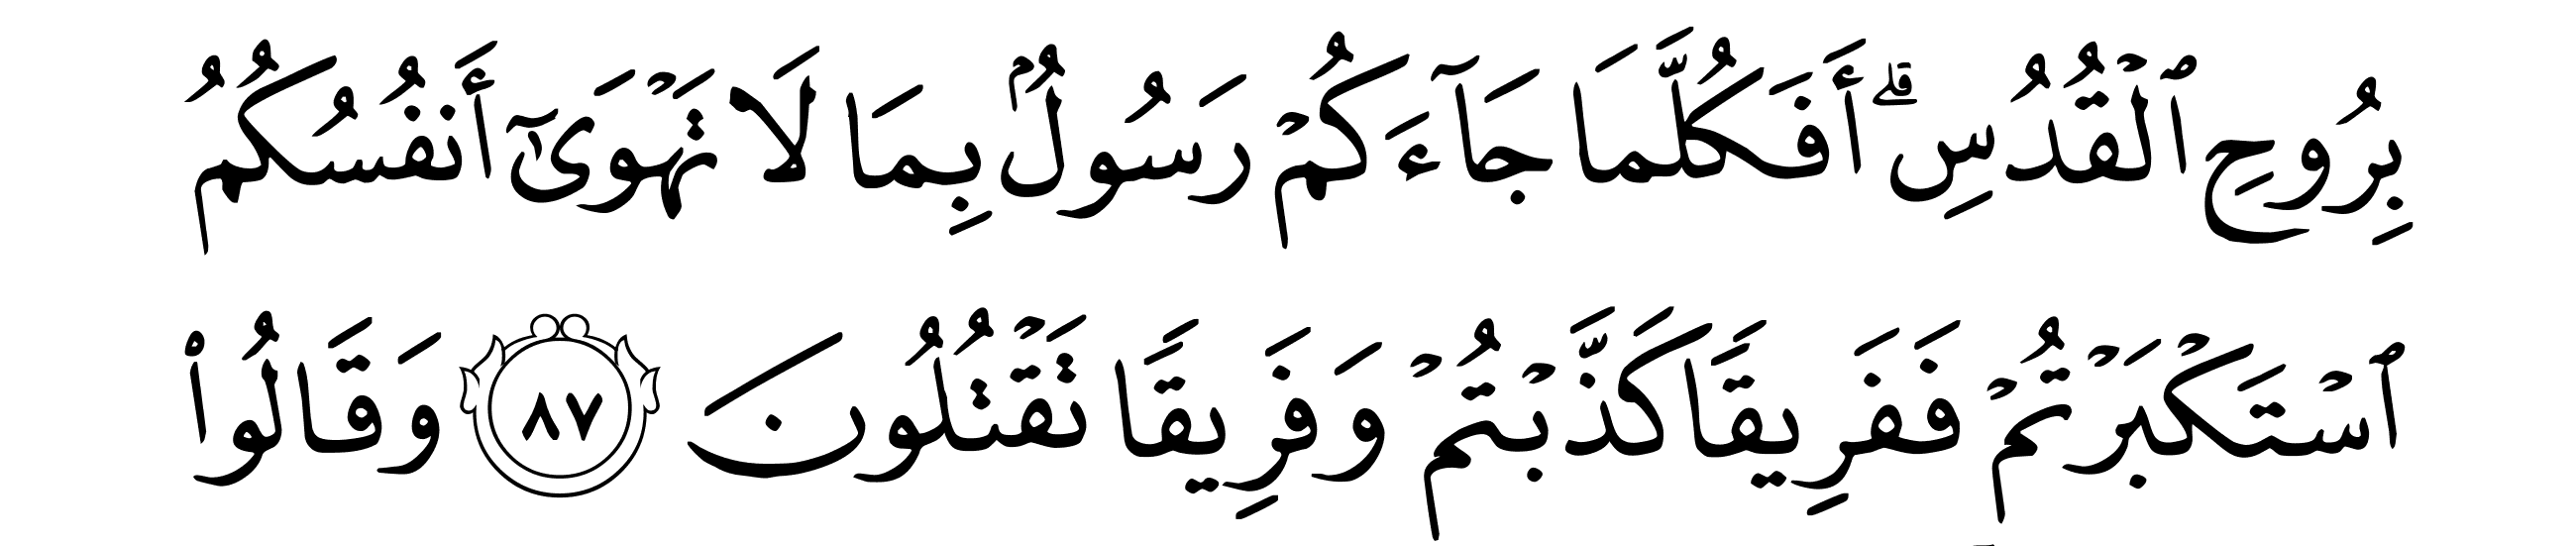 بِرُوحِ ٱلْقُدُسِۗ أَفَكُلَّمَا جَآءَكُمْ رَسُولُۢ بِمَا لَا تَهْوَىٰٓ أَنفُسُكُمُ
ٱسْتَكْبَرْتُمْ فَفَرِيقًا كَذَّبْتُمْ وَفَرِيقًا تَقْتُلُونَ ٨٧ وَقَالُوا۟